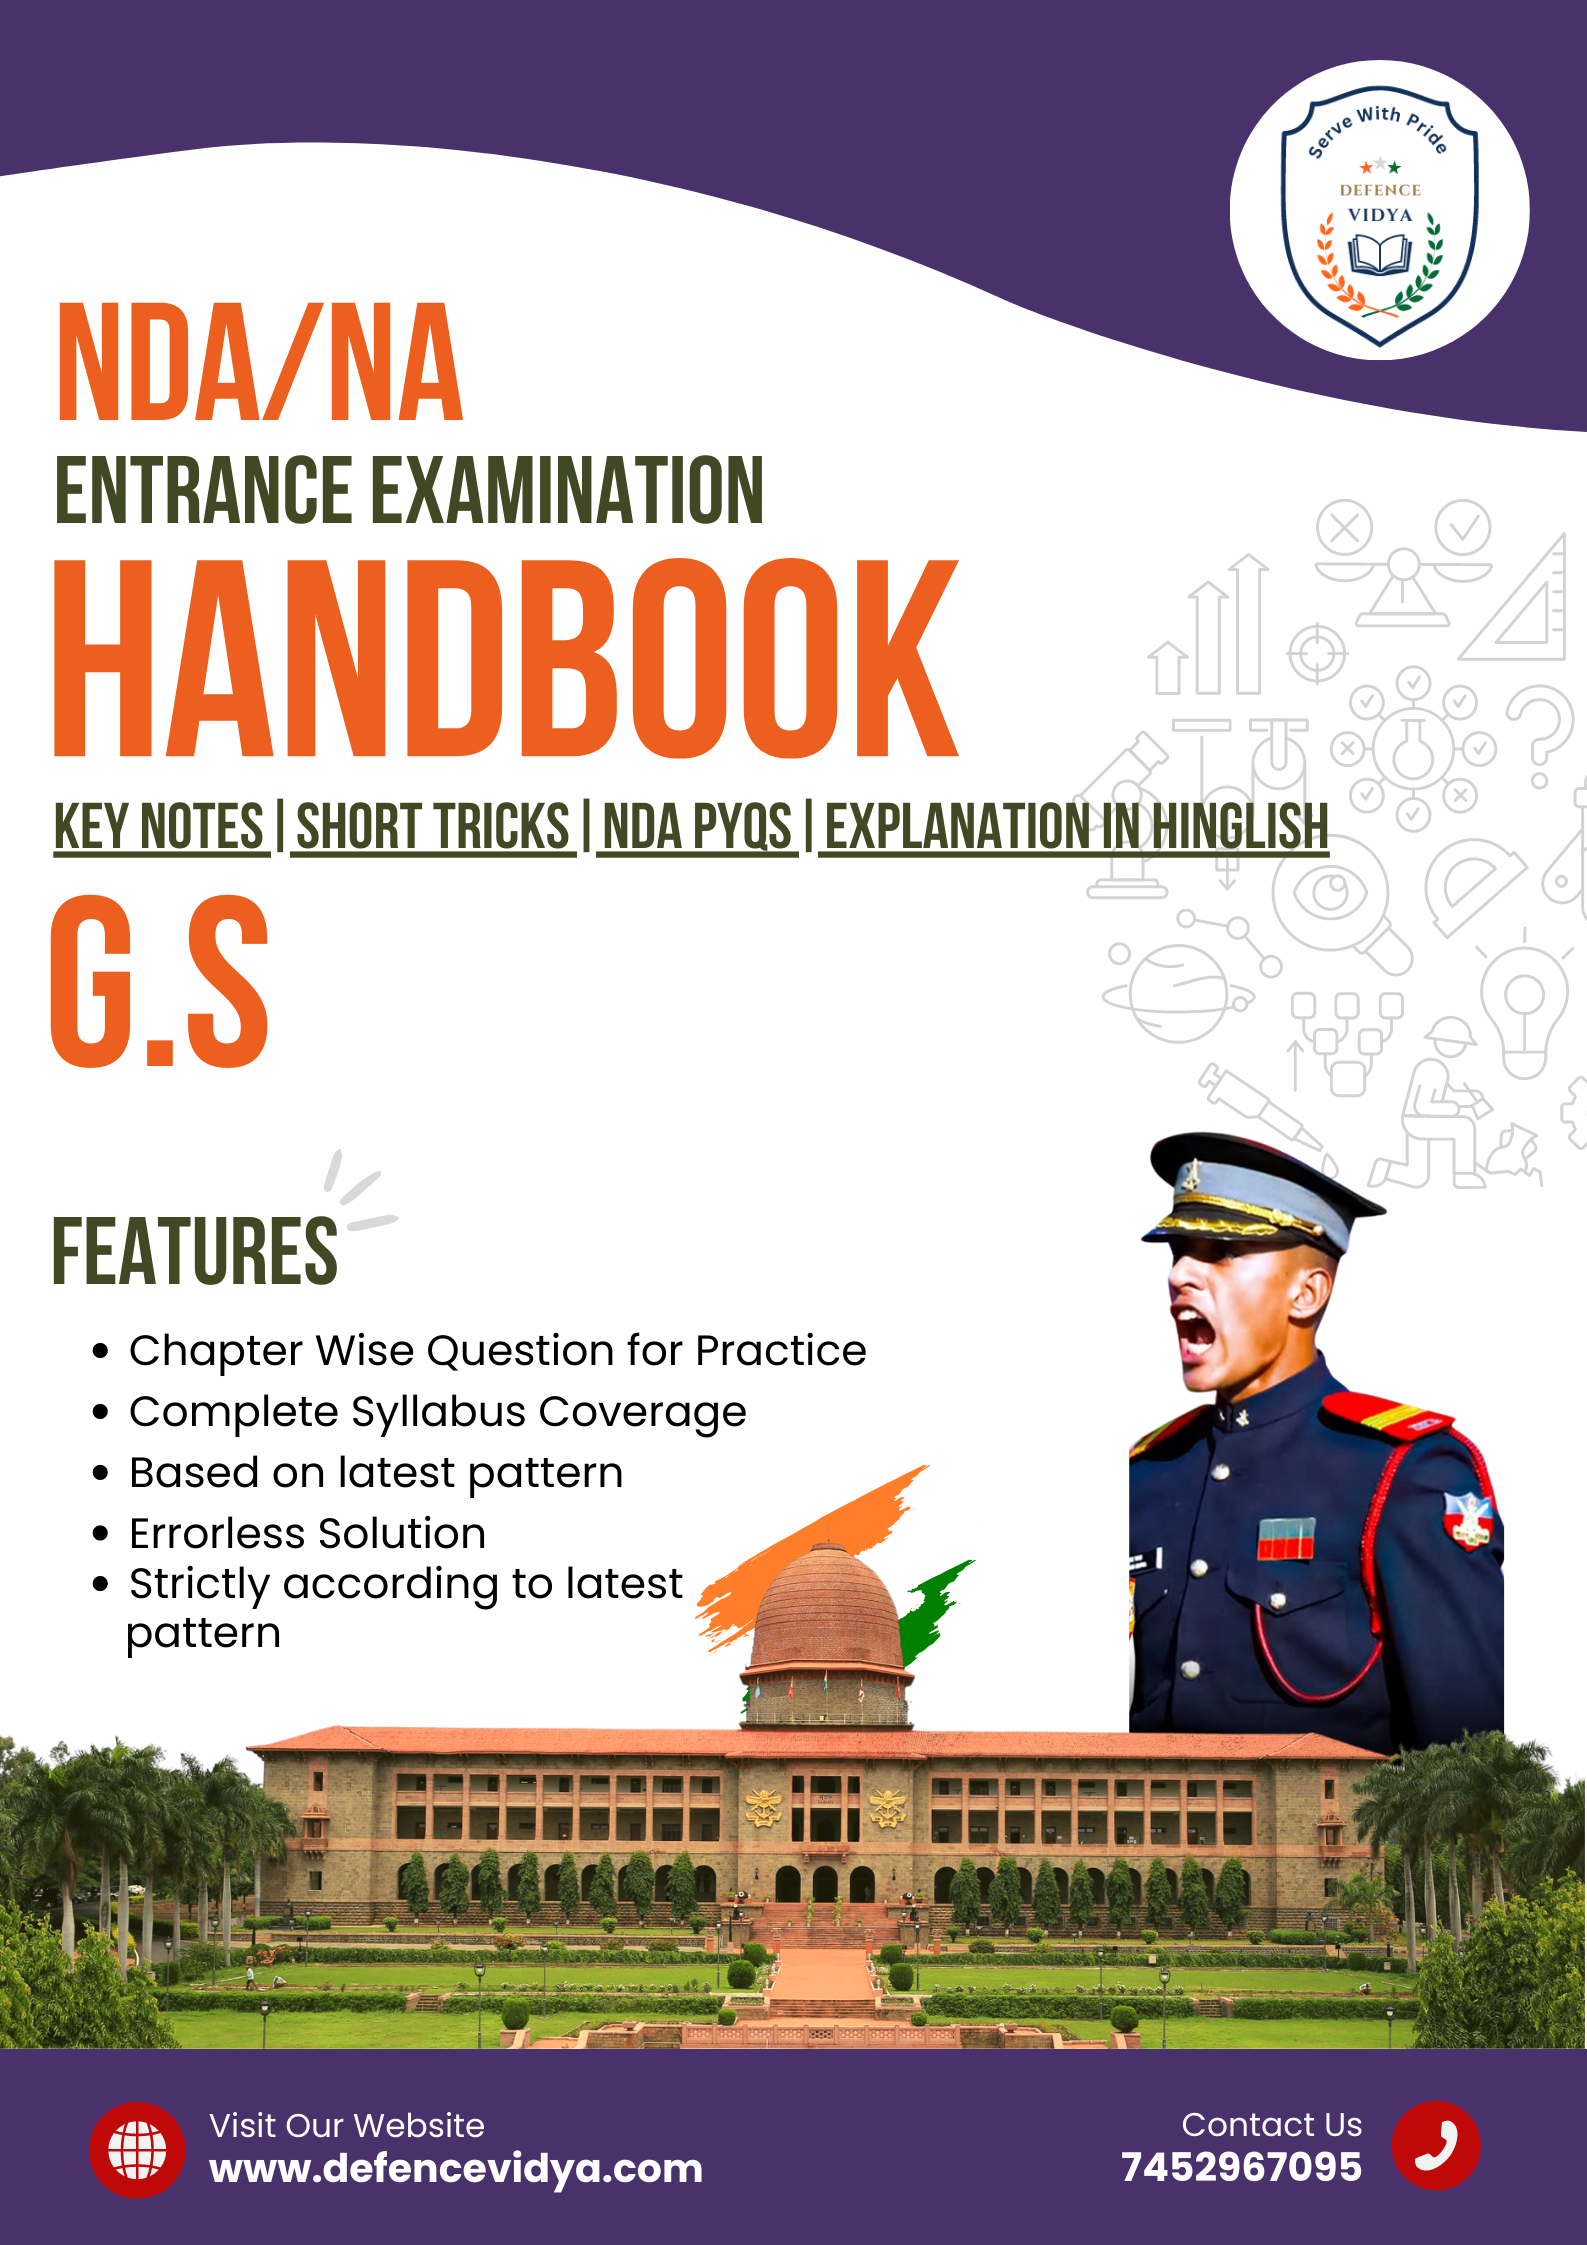 Serve With Pride
DEFENCE
VIDYA
NDA/NA
ENTRANCE EXAMINATION
HANDBOOK
KEY NOTES | SHORT TRICKS | NDA PYQS | EXPLANATION IN HINGLISH
G.S
FEATURES
• Chapter Wise Question for Practice
• Complete Syllabus Coverage
• Based on latest pattern
• Errorless Solution
• Strictly according to latest
pattern
Visit Our Website
www.defencevidya.com
Contact Us
7452967095